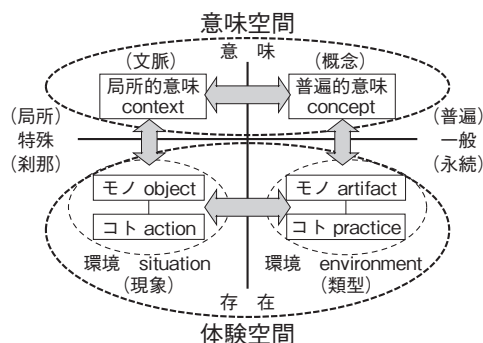 意味空間
(文脈) 意 味 (概念)
局所的意味 普遍的意味
context concept
(局所) (普遍)
特殊 一般
(刹那) (永続)
モノ object モノ artifact
コト action コト practice
環境 situation 環境 environment
(現象) (類型)
存 在
体験空間